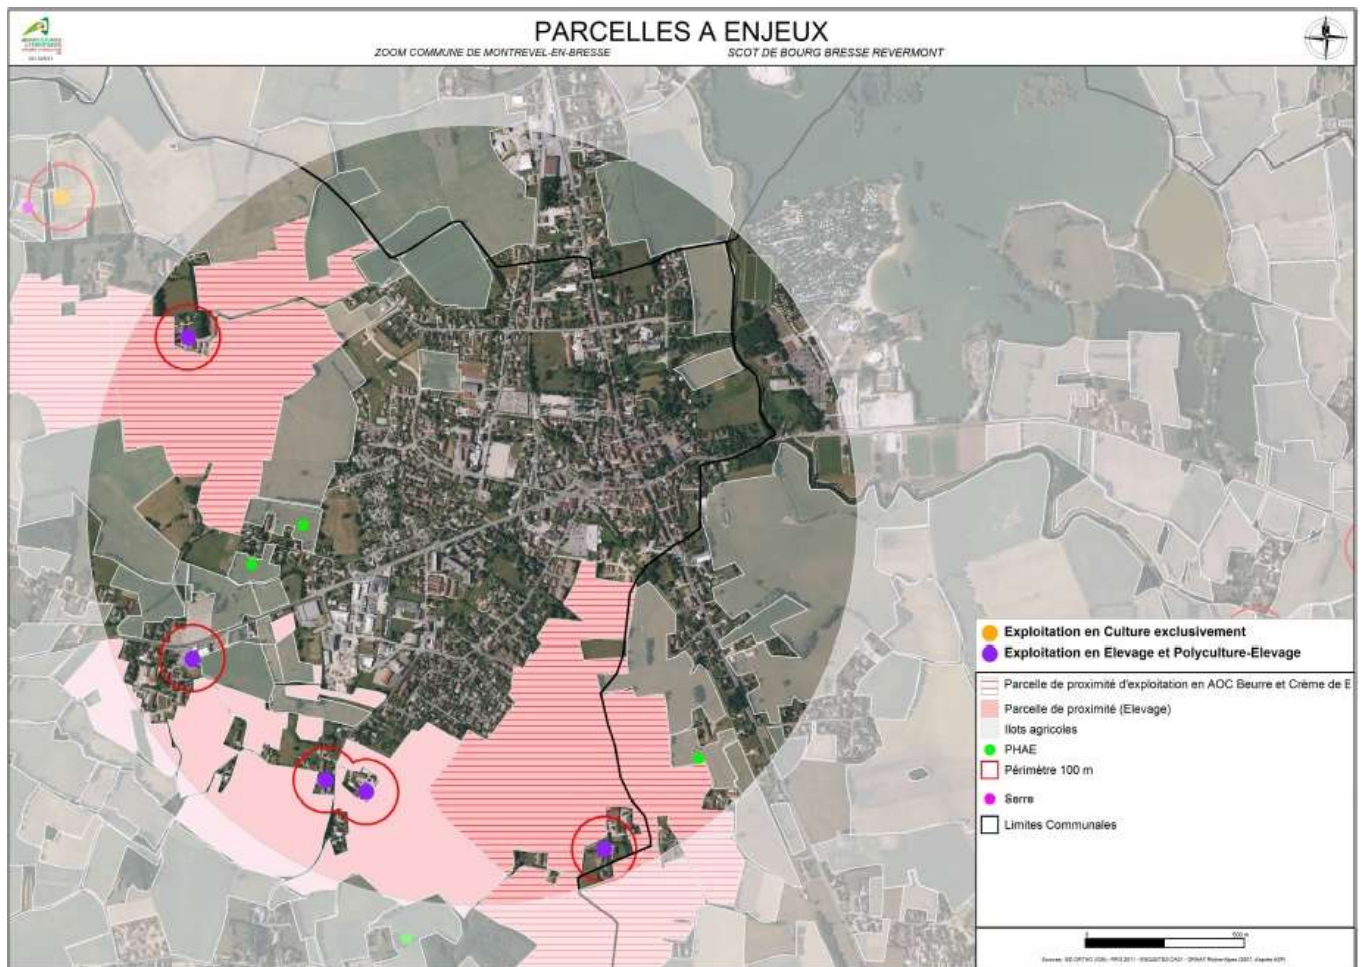 PARCELLES A ENJEUX
ZOOM COMMUNE DE MONTREVEL-EN-BRESSE SCOT DE BOURG BRESSE REVERMONT
Exploitation en Culture exclusivement
Exploitation en Elevage et Polyculture-Elevage
Parcelle de proximité d'exploitation en AOC Beurre et Crème de B
Parcelle de proximité (Elevage)
Ilots agricoles
PHAE
Périmètre 100 m
Serre
Limites Communales
0 500 m